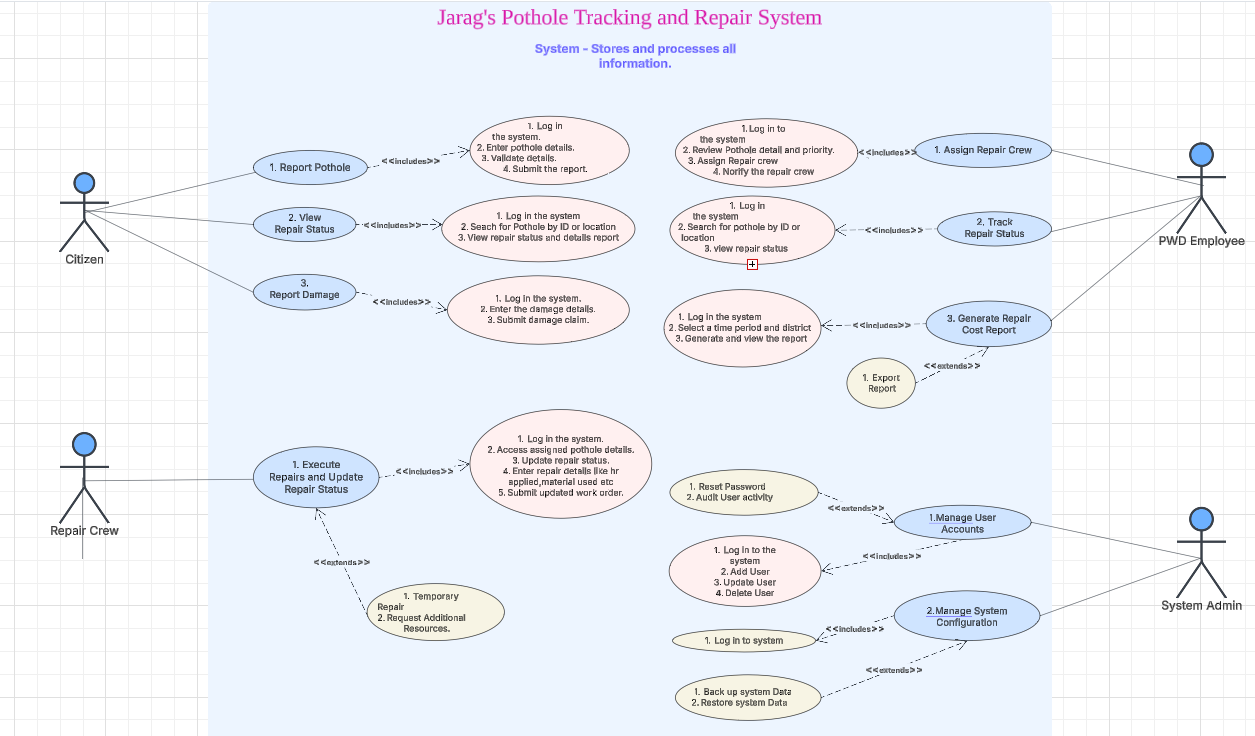 Jarag's Pothole Tracking and Repair System
System - Stores and processes all
information.
1. Report Pothole
<<includes>>
1. Log in
the system.
2. Enter pothole details.
3. Validate details.
4. Submit the report.
2. View
Repair Status
<<includes>>
1. Log in the system
2. Search for Pothole by ID or location
3. View repair status and details report
3.
Report Damage
<<includes>>
1. Log in the system.
2. Enter the damage details.
3. Submit damage claim.
Citizen
1. Log in to
the system
2. Review Pothole detail and priority.
3. Assign Repair crew
4. Norify the repair crew
<<includes>>
1. Assign Repair Crew
1. Log in
the system
2. Search for pothole by ID or
location
3. view repair status
<<includes>>
2. Track
Repair Status
PWD Employee
1. Log in the system
2. Select a time period and district
3. Generate and view the report
<<includes>>
3. Generate Repair
Cost Report
<<extends>>
1. Export
Report
Repair Crew
1. Execute
Repairs and Update
Repair Status
<<includes>>
1. Log in the system.
2. Access assigned pothole details.
3. Update repair status.
4. Enter repair details like hr
applied,material used etc
5. Submit updated work order.
<<extends>>
1. Temporary
Repair
2. Request Additional
Resources.
1. Reset Password
2. Audit User activity
<<extends>>
1.Manage User
Accounts
<<includes>>
1. Log in to the
system
2. Add User
3. Update User
4. Delete User
System Admin
2.Manage System
Configuration
<<includes>>
1. Log in to system
<<extends>>
1. Back up system Data
2. Restore system Data